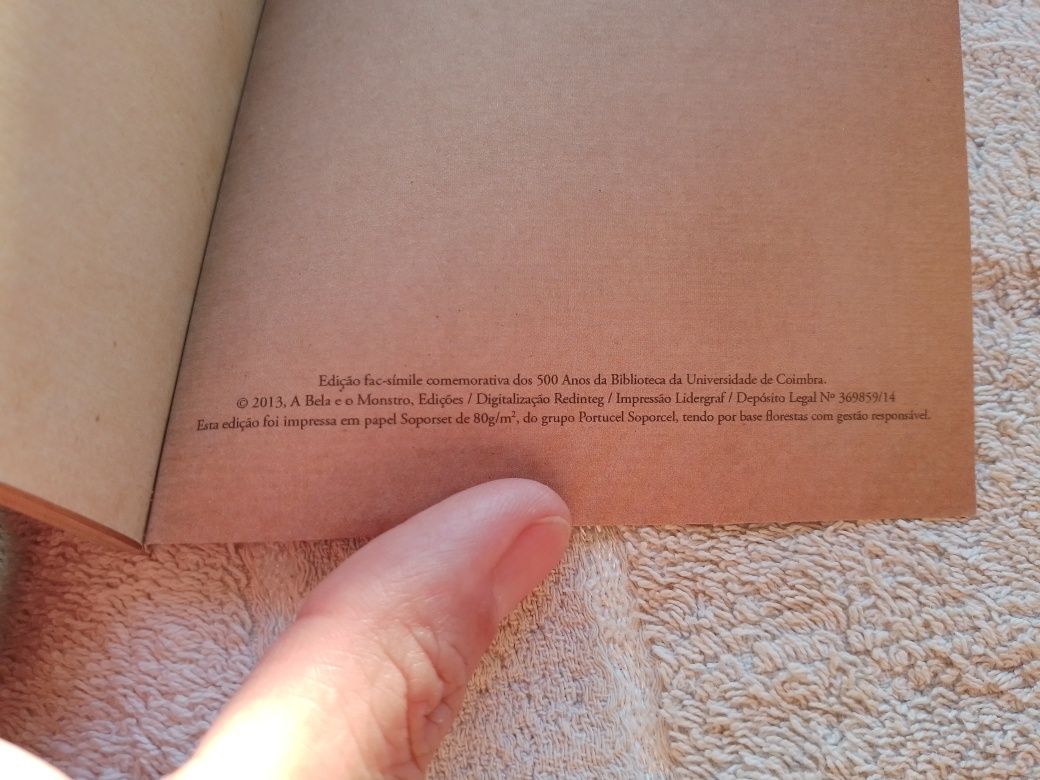 Edição fac-símile comemorativa dos 500 Anos da Biblioteca da Universidade de Coimbra.
© 2013, A Bela e o Monstro, Edições / Digitalização Redinteg / Impressão Lidergraf / Depósito Legal Nº 369859/14
Esta edição foi impressa em papel Soporset de 80g/m², do grupo Portucel Soporcel, tendo por base florestas com gestão responsável.